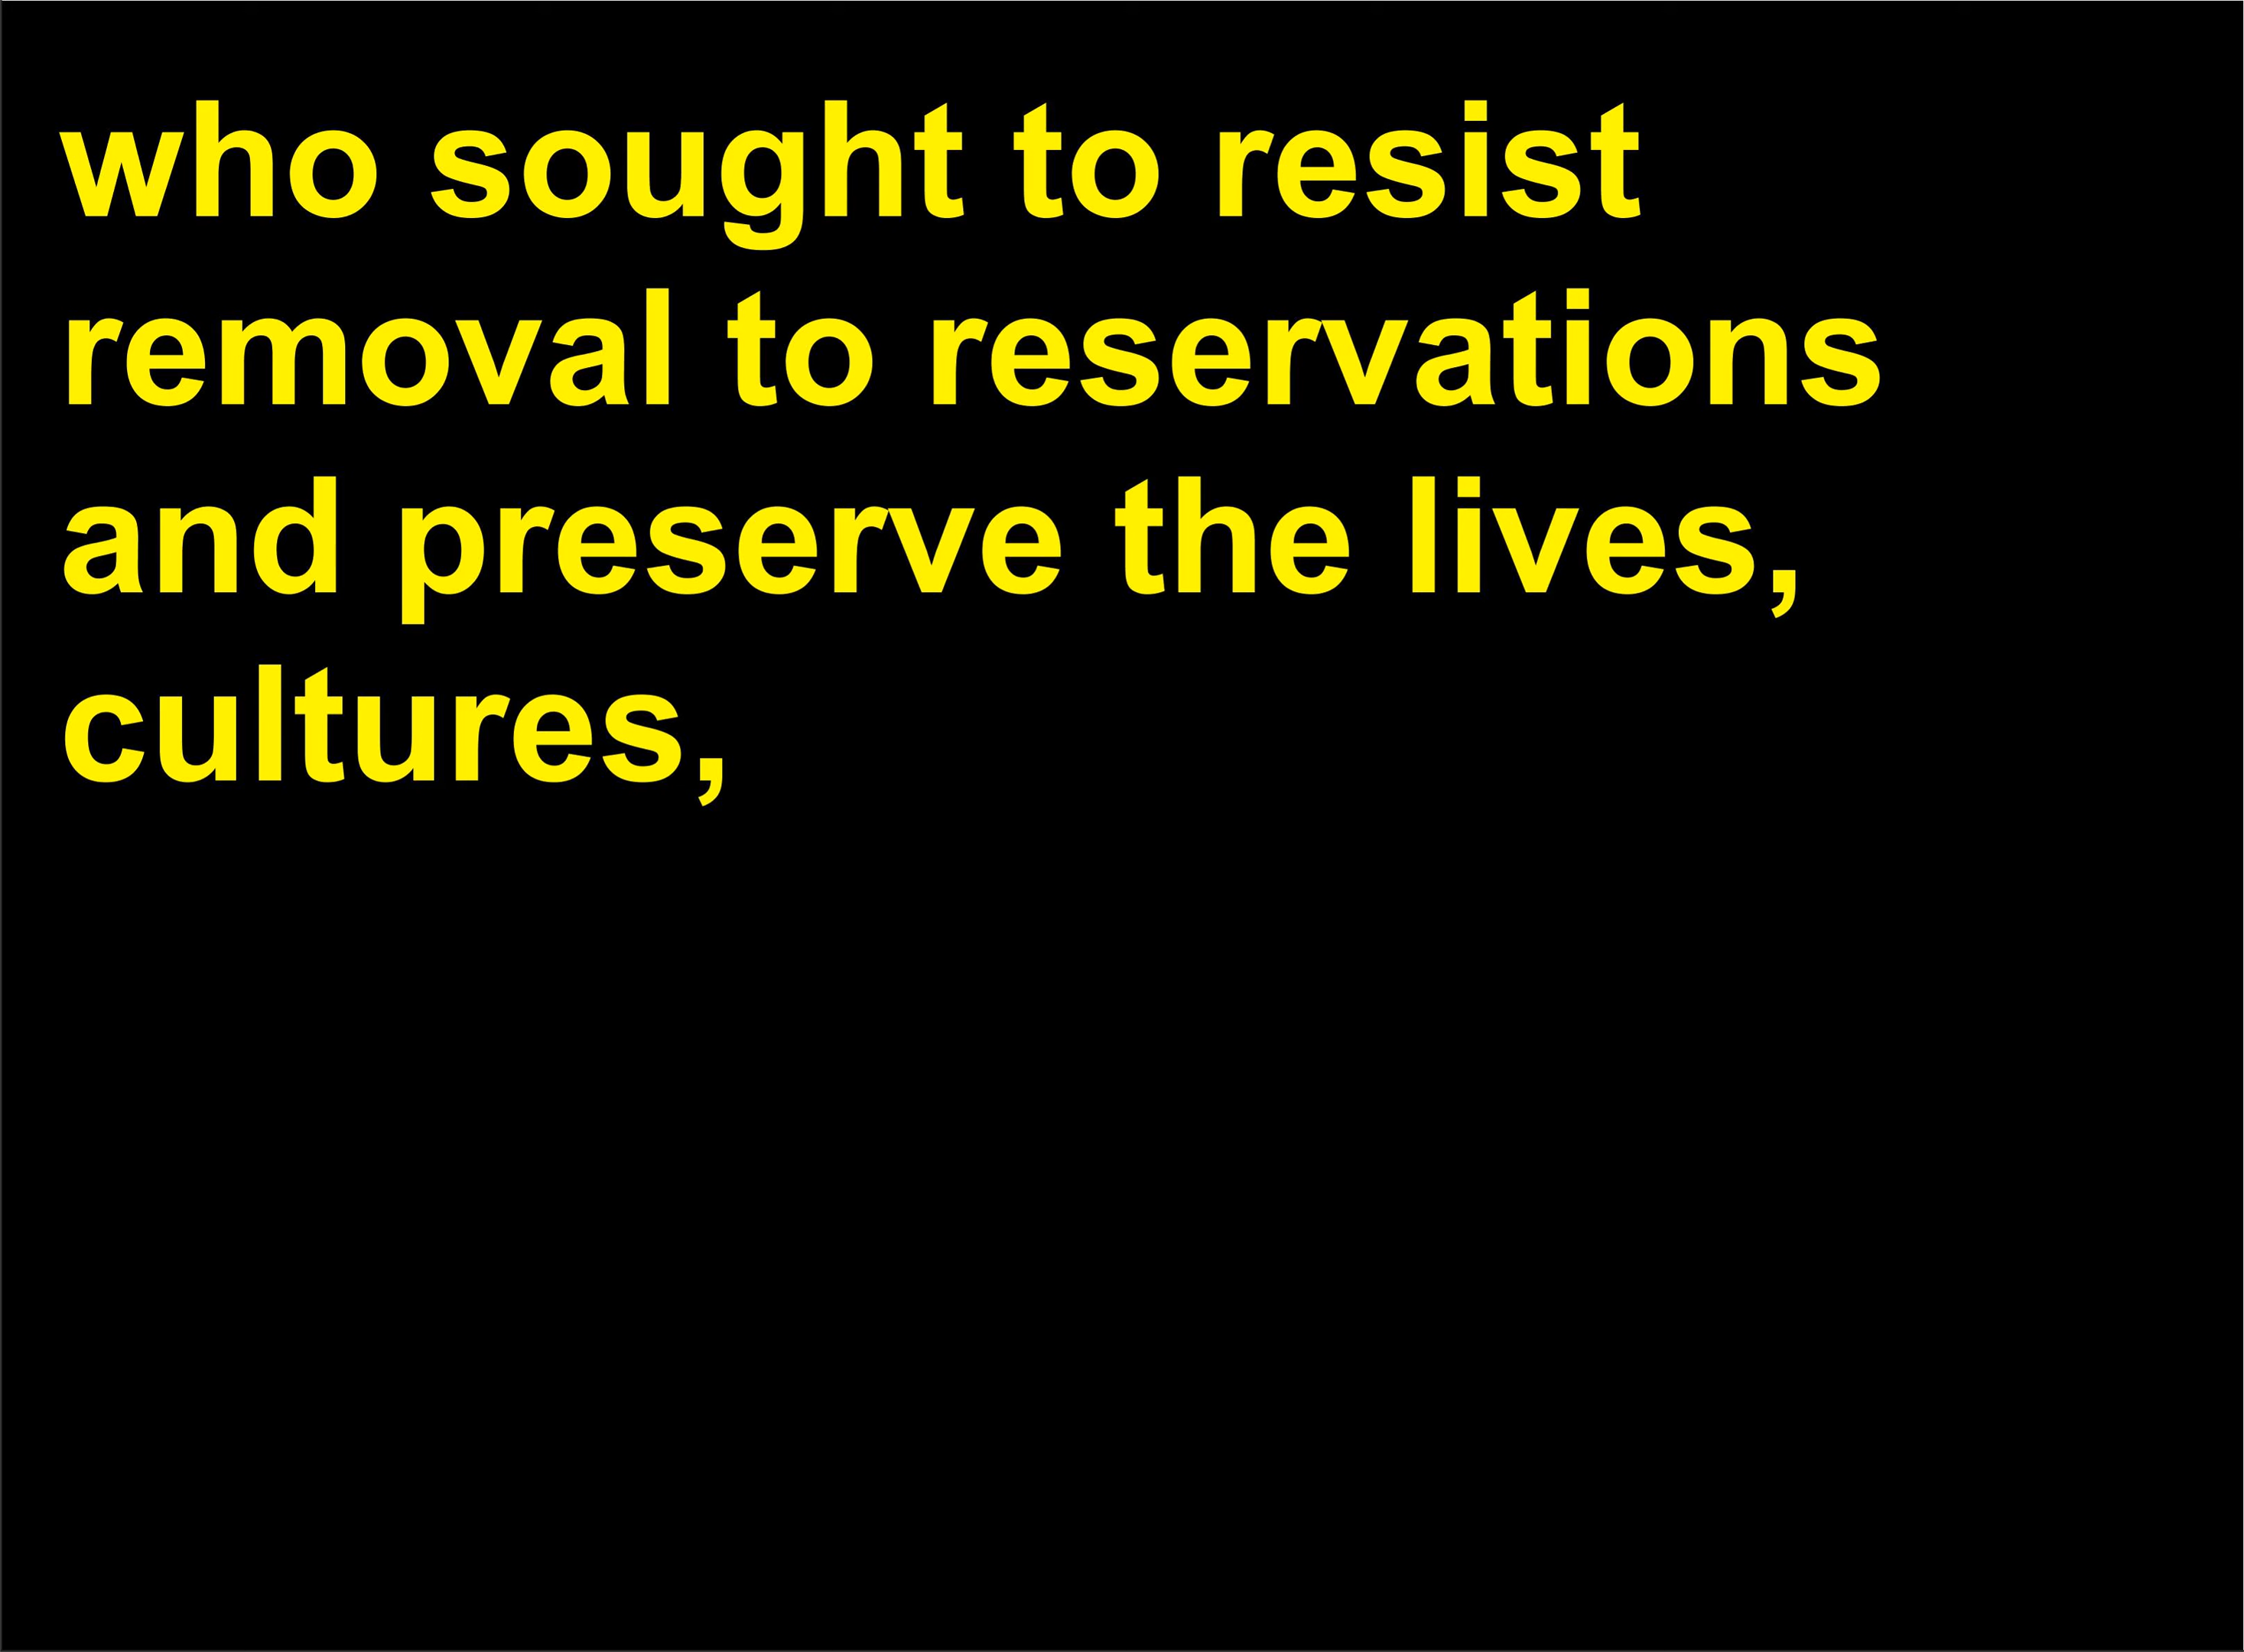 who sought to resist
removal to reservations
and preserve the lives,
cultures,